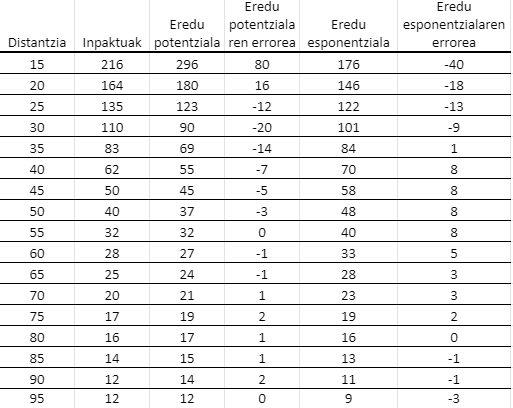 Distantzia Inpaktuak Eredu potentziala Eredu potentziala ren errorea Eredu esponentziala Eredu esponentzialaren errorea
15 216 296 80 176 -40
20 164 180 16 146 -18
25 135 123 -12 122 -13
30 110 90 -20 101 -9
35 83 69 -14 84 1
40 62 55 -7 70 8
45 50 45 -5 58 8
50 40 37 -3 48 8
55 32 32 0 40 8
60 28 27 -1 33 5
65 25 24 -1 28 3
70 20 21 1 23 3
75 17 19 2 19 2
80 16 17 1 16 0
85 14 15 1 13 -1
90 12 14 2 11 -1
95 12 12 0 9 -3